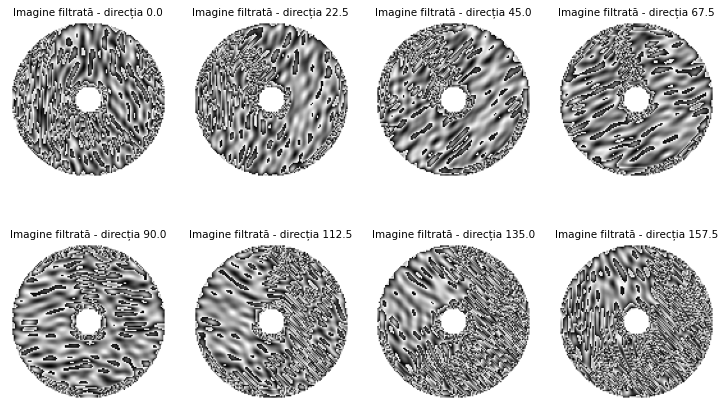 Imagine filtrată - direcția 0.0
Imagine filtrată - direcția 22.5
Imagine filtrată - direcția 45.0
Imagine filtrată - direcția 67.5
Imagine filtrată - direcția 90.0
Imagine filtrată - direcția 112.5
Imagine filtrată - direcția 135.0
Imagine filtrată - direcția 157.5